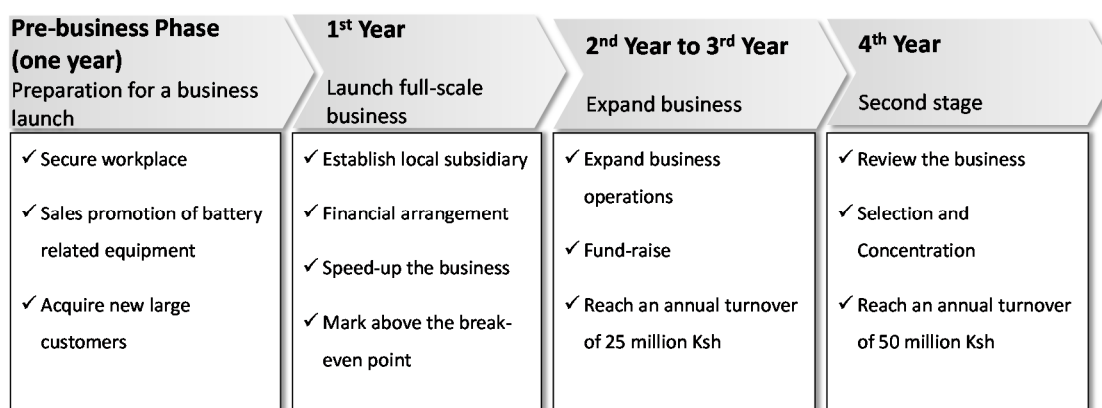 Pre-business Phase
(one year)
Preparation for a business
launch
1st Year
Launch full-scale
business
2nd Year to 3rd Year
Expand business
4th Year
Second stage
✓ Secure workplace
✓ Sales promotion of battery
related equipment
✓ Acquire new large
customers
✓ Establish local subsidiary
✓ Financial arrangement
✓ Speed-up the business
✓ Mark above the break-
even point
✓ Expand business
operations
✓ Fund-raise
✓ Reach an annual turnover
of 25 million Ksh
✓ Review the business
✓ Selection and
Concentration
✓ Reach an annual turnover
of 50 million Ksh